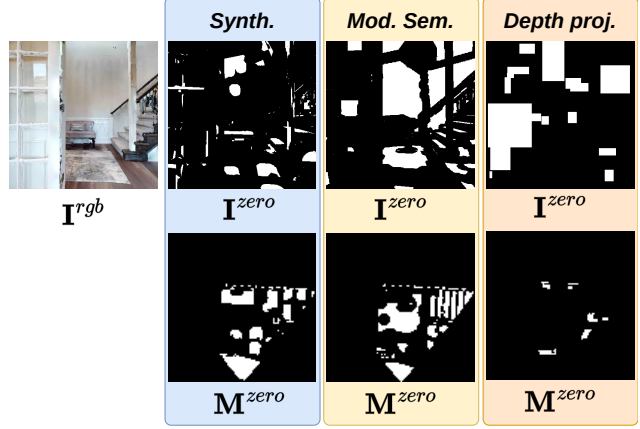 Synth. Mod. Sem. Depth proj.
I^rgb I^zero I^zero I^zero
M^zero M^zero M^zero